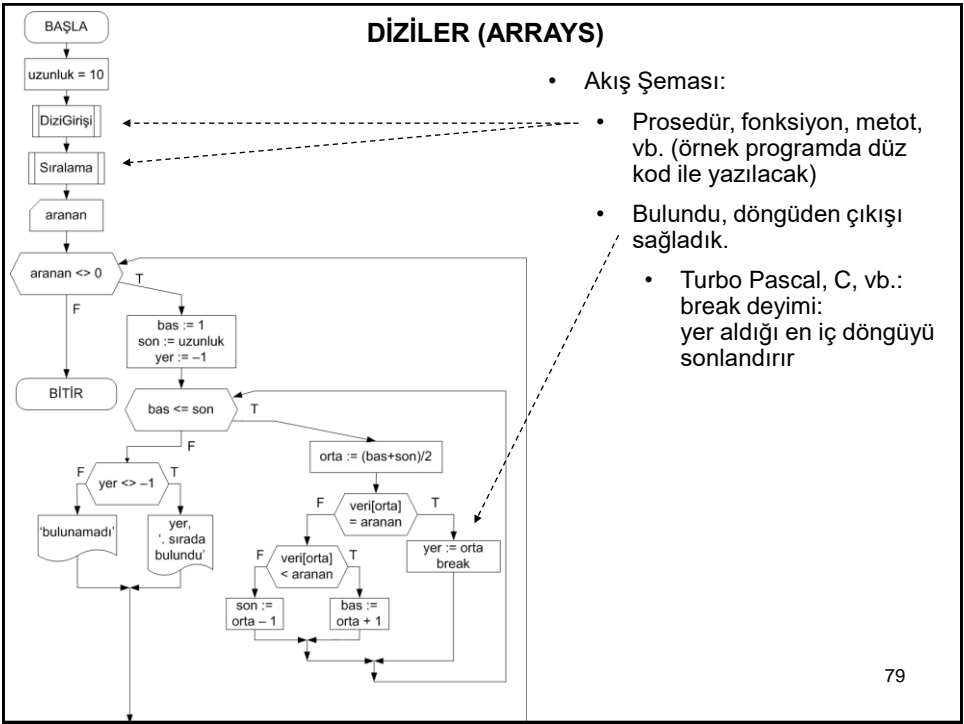 DİZİLER (ARRAYS)
BAŞLA
uzunluk = 10
DiziGirişi
Sıralama
aranan
aranan <> 0
T
F
bas := 1
son := uzunluk
yer := –1
BİTİR
bas <= son
T
F
orta := (bas+son)/2
F
yer <> –1
T
F
veri[orta]
= aranan
T
'bulunamadı'
yer,
'. sırada
bulundu'
yer := orta
break
F
veri[orta]
< aranan
T
son :=
orta – 1
bas :=
orta + 1
• Akış Şeması:
• Prosedür, fonksiyon, metot,
vb. (örnek programda düz
kod ile yazılacak)
• Bulundu, döngüden çıkışı
sağladık.
• Turbo Pascal, C, vb.:
break deyimi:
yer aldığı en iç döngüyü
sonlandırır
79